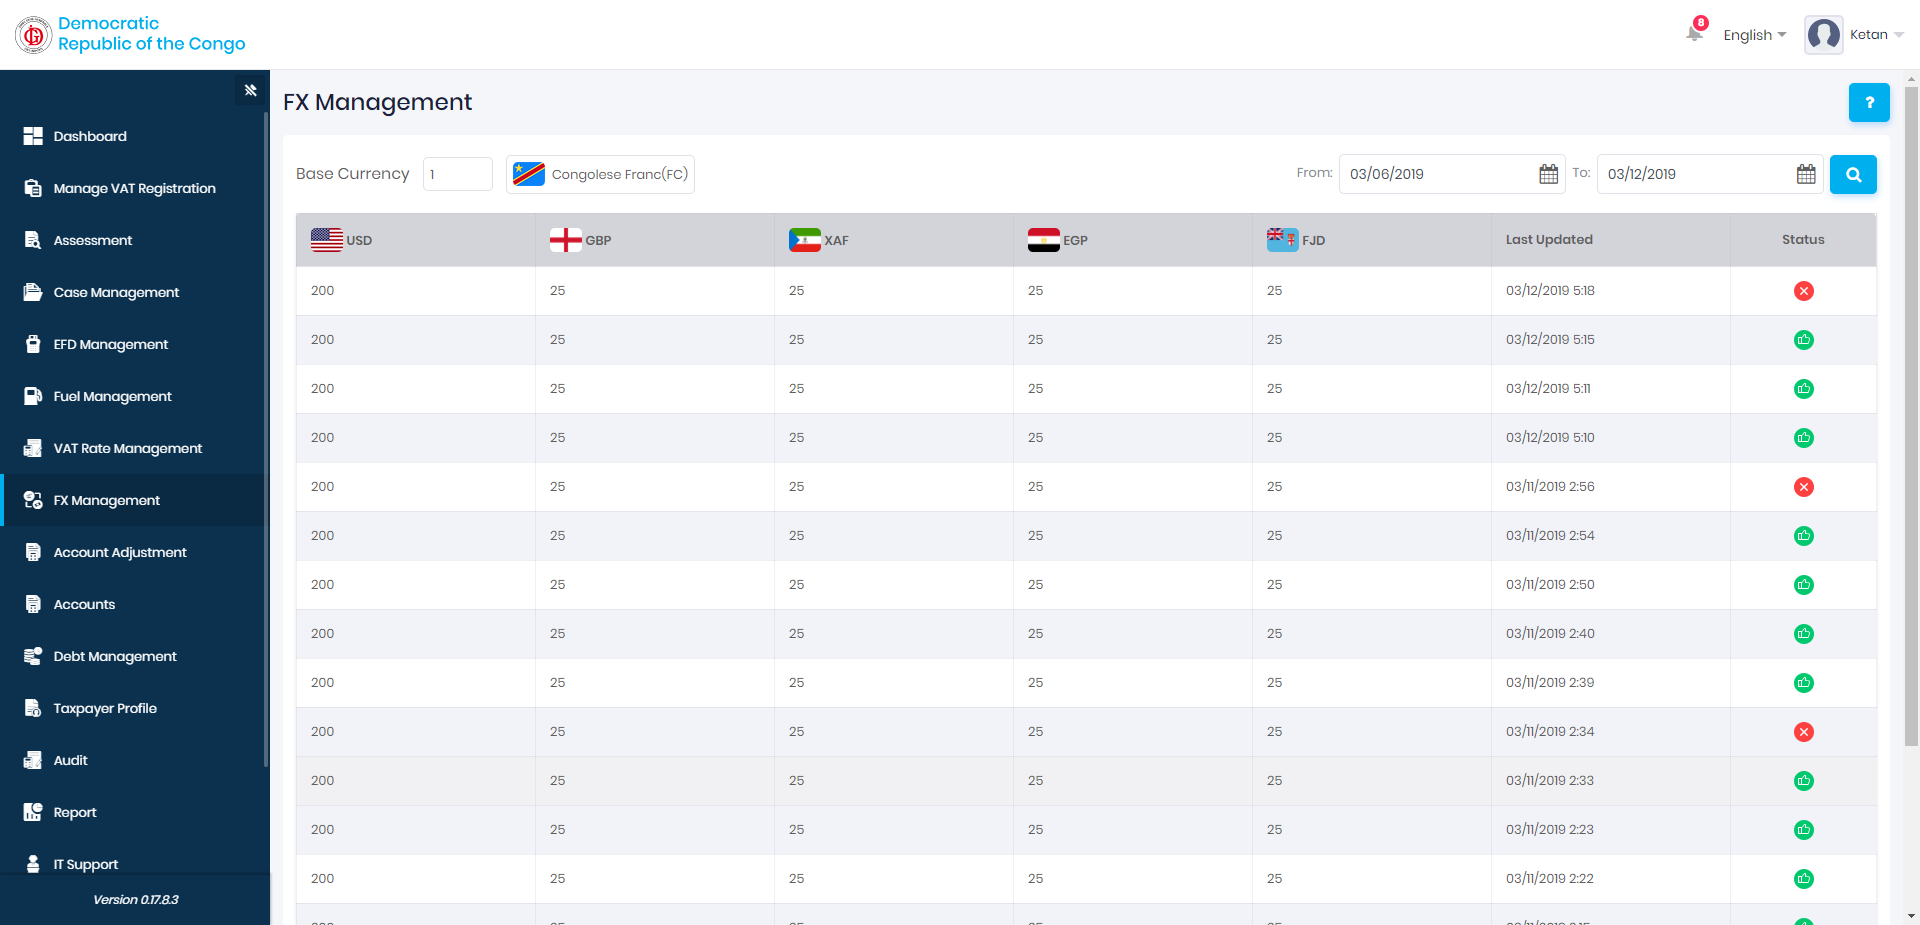 Democratic
Republic of the Congo
8
English
Ketan
Dashboard
Manage VAT Registration
Assessment
Case Management
EFD Management
Fuel Management
VAT Rate Management
FX Management
Account Adjustment
Accounts
Debt Management
Taxpayer Profile
Audit
Report
IT Support
Version 0.17.8.3
FX Management
?
Base Currency 1 Congolese Franc(FC) From: 03/06/2019 To: 03/12/2019
USD GBP XAF EGP FJD Last Updated Status
200 25 25 25 25 03/12/2019 5:18
200 25 25 25 25 03/12/2019 5:15
200 25 25 25 25 03/12/2019 5:11
200 25 25 25 25 03/12/2019 5:10
200 25 25 25 25 03/11/2019 2:56
200 25 25 25 25 03/11/2019 2:54
200 25 25 25 25 03/11/2019 2:50
200 25 25 25 25 03/11/2019 2:40
200 25 25 25 25 03/11/2019 2:39
200 25 25 25 25 03/11/2019 2:34
200 25 25 25 25 03/11/2019 2:33
200 25 25 25 25 03/11/2019 2:23
200 25 25 25 25 03/11/2019 2:22